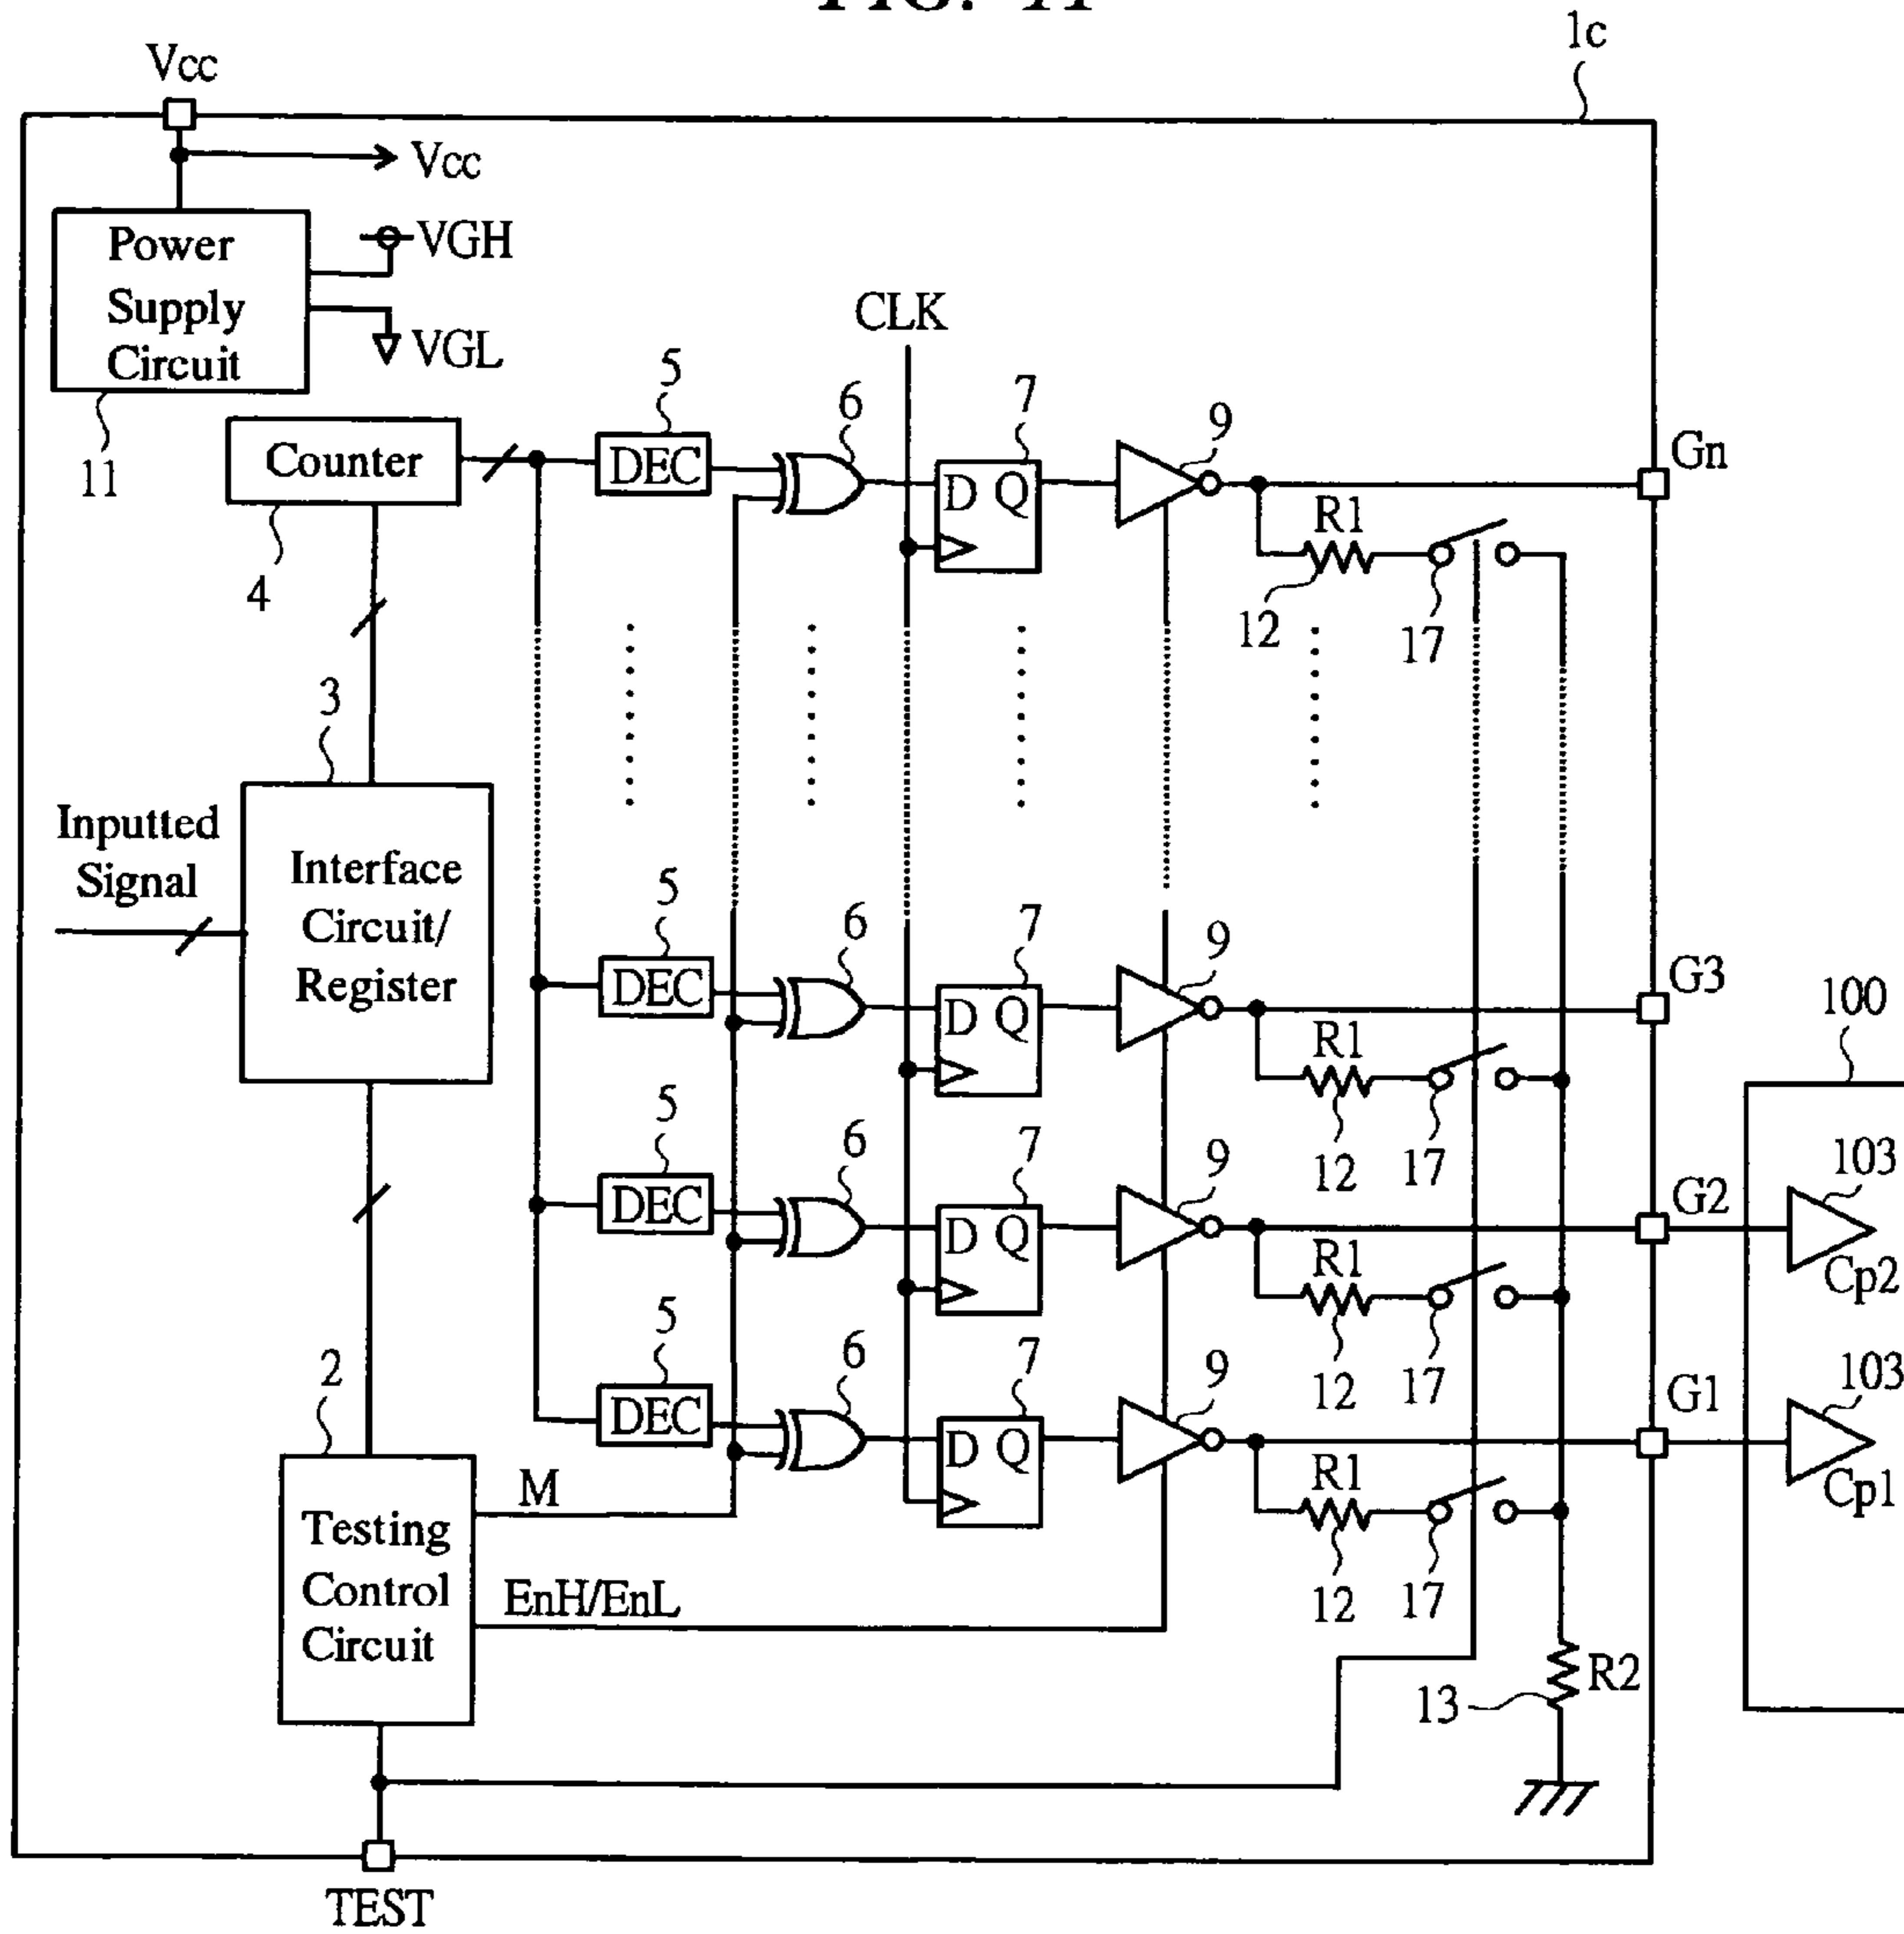 1c
Vcc
Vcc
Power
Supply
Circuit
VGH
VGL
11
CLK
Counter
4
5
DEC
6
7
D Q
9
R1
12
17
Gn
3
Inputted
Signal
Interface
Circuit/
Register
5
DEC
6
7
D Q
9
R1
12
17
G3
100
5
DEC
6
7
D Q
9
R1
12
17
G2
103
Cp2
5
DEC
6
7
D Q
9
R1
12
17
G1
103
Cp1
2
Testing
Control
Circuit
M
EnH/EnL
13
R2
TEST